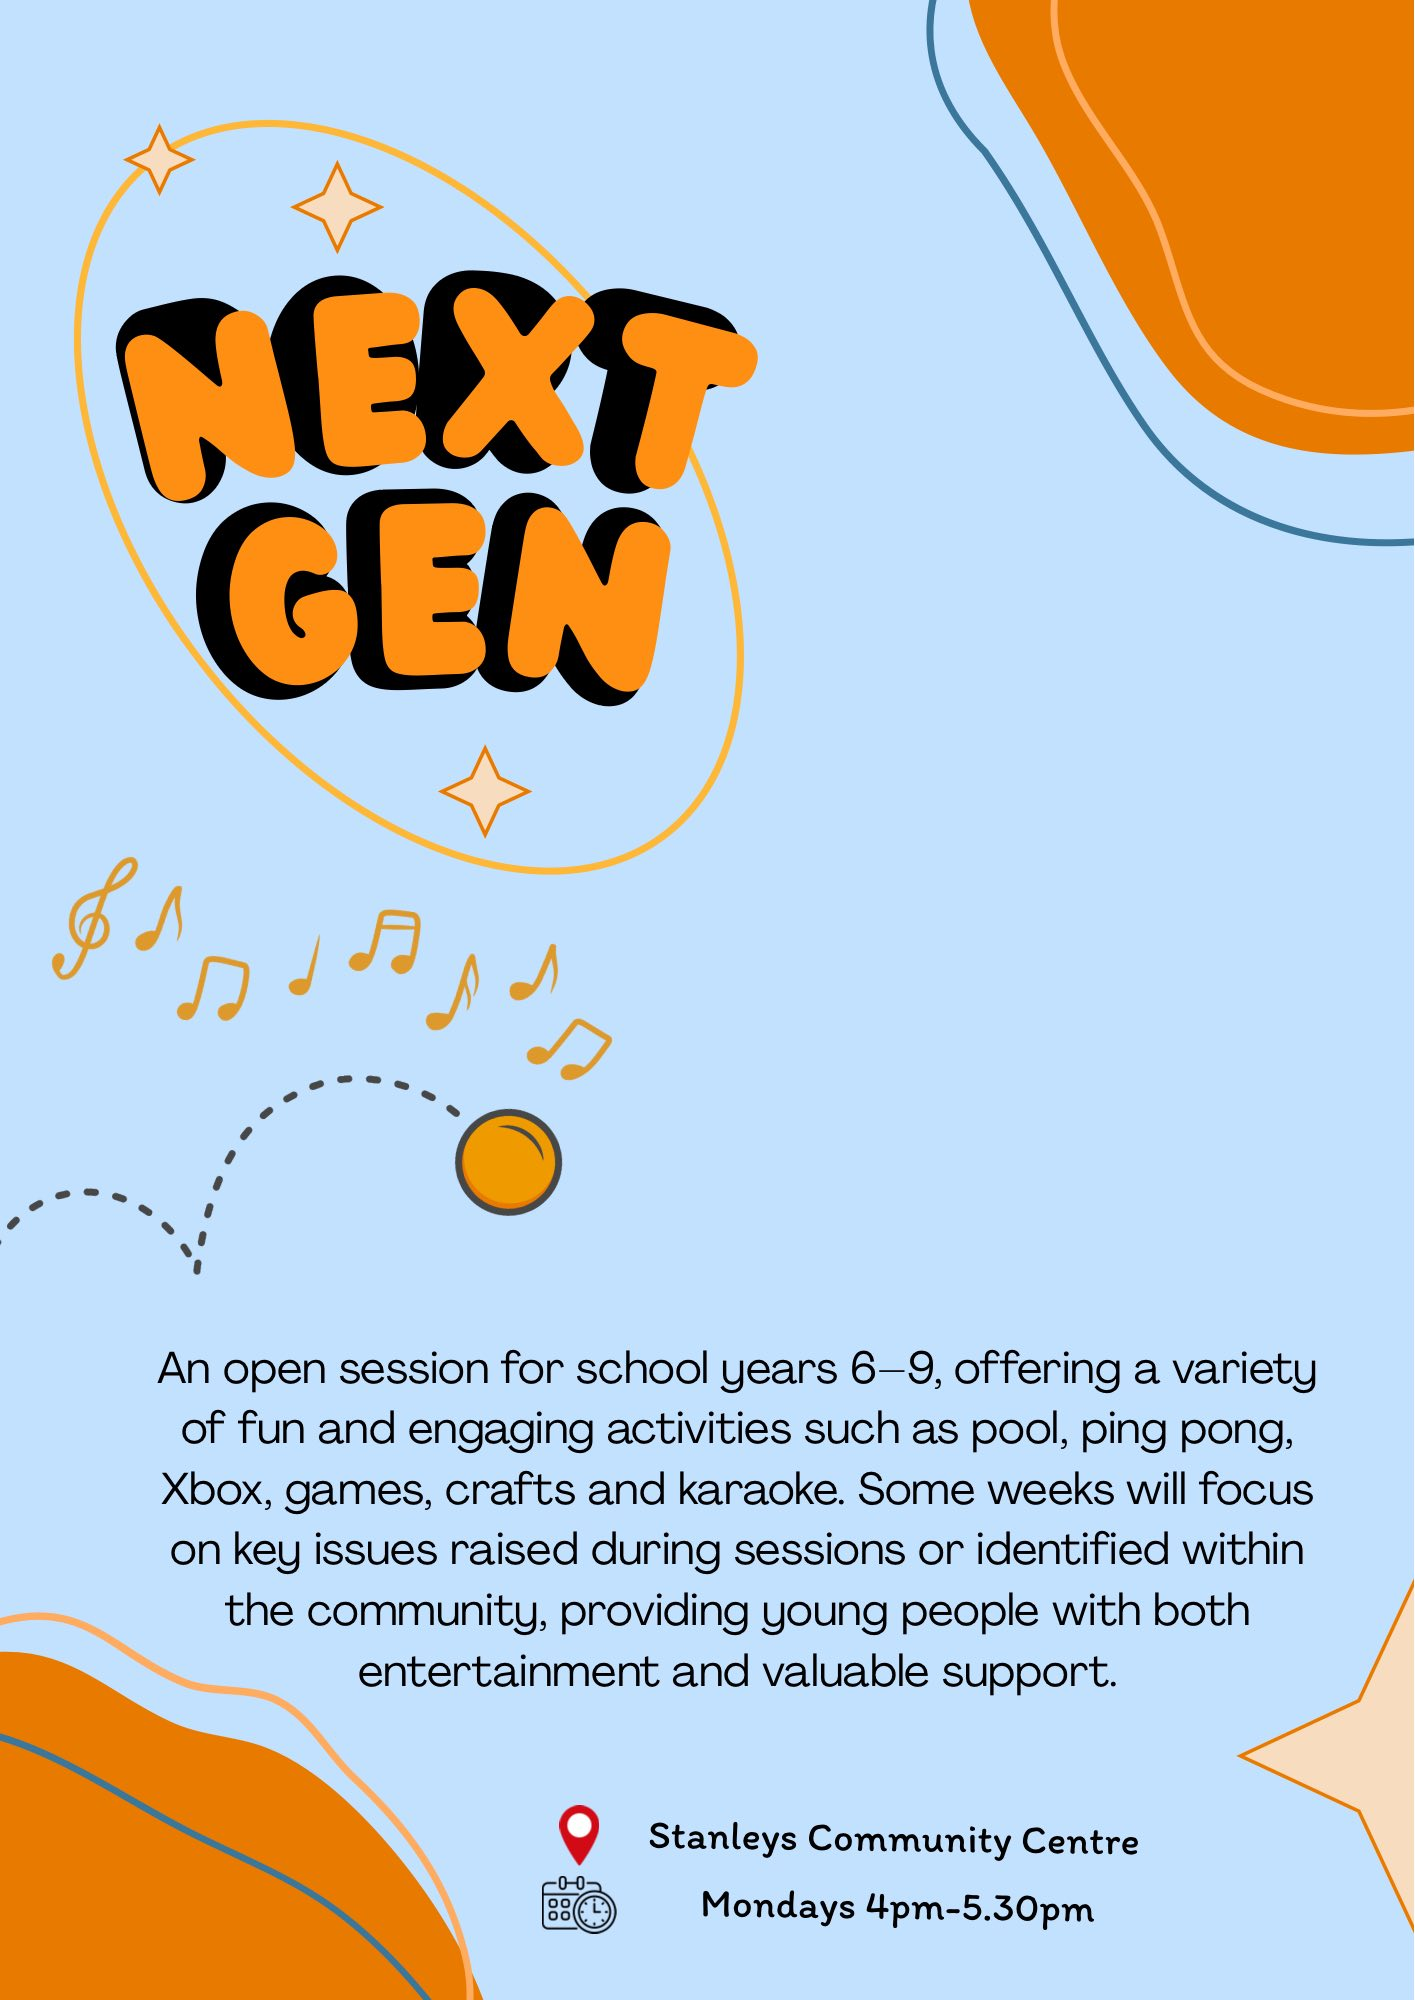 NEXT
GEN
An open session for school years 6–9, offering a variety
of fun and engaging activities such as pool, ping pong,
Xbox, games, crafts and karaoke. Some weeks will focus
on key issues raised during sessions or identified within
the community, providing young people with both
entertainment and valuable support.
Stanleys Community Centre
Mondays 4pm-5.30pm